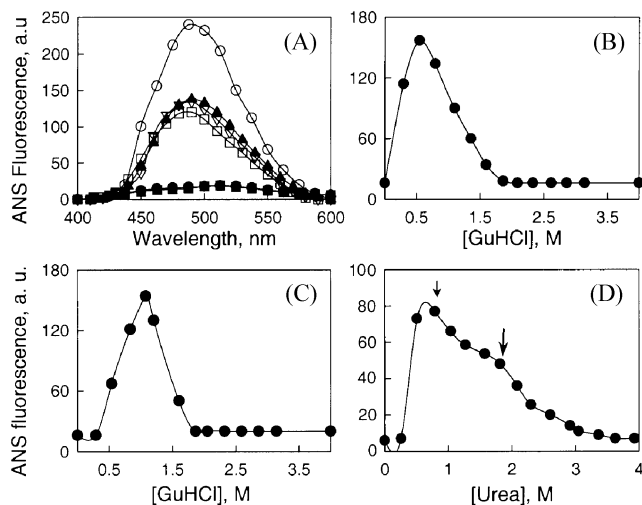 250
200
150
100
50
0
ANS Fluorescence, a.u
(A)
400 450 500 550 600
Wavelength, nm
180
120
60
0
(B)
0.5 1.5 2.5 3.5
[GuHCl], M
180
120
60
0
ANS fluorescence, a. u.
(C)
0.5 1.5 2.5 3.5
[GuHCl], M
100
80
60
40
20
0
(D)
0 1 2 3 4
[Urea], M